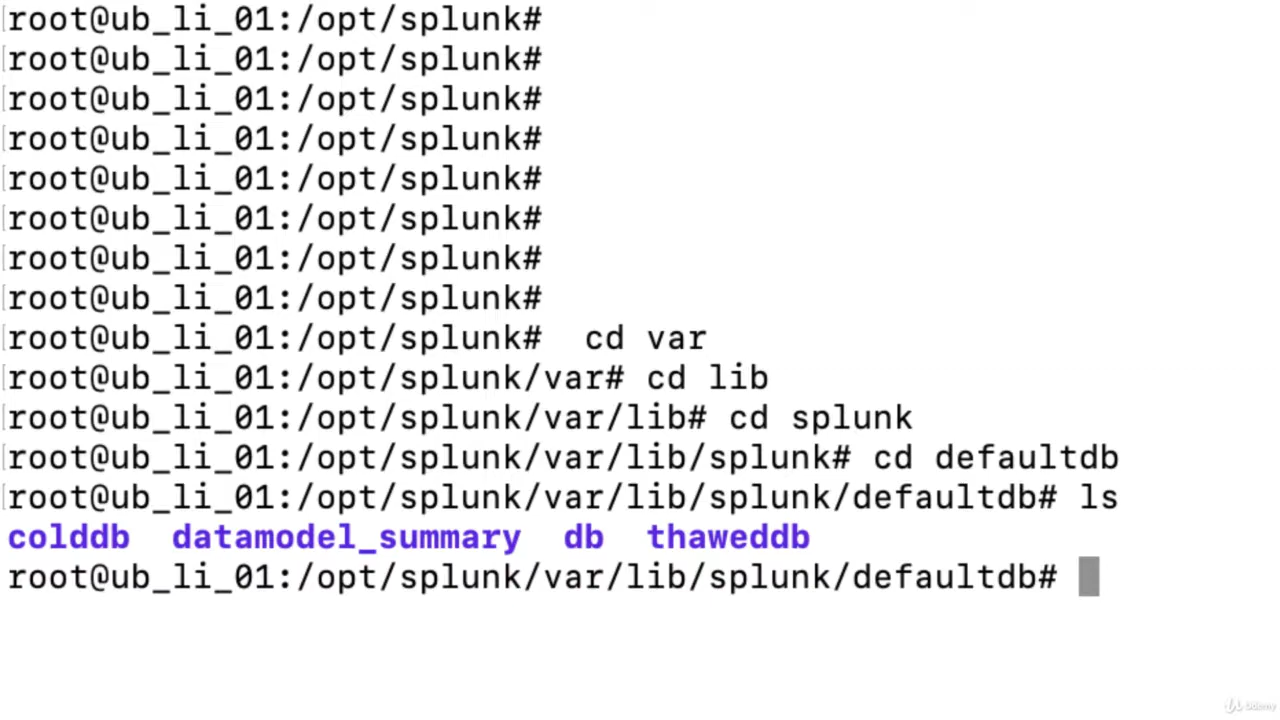 root@ub_li_01:/opt/splunk#
root@ub_li_01:/opt/splunk#
root@ub_li_01:/opt/splunk#
root@ub_li_01:/opt/splunk#
root@ub_li_01:/opt/splunk#
root@ub_li_01:/opt/splunk#
root@ub_li_01:/opt/splunk#
root@ub_li_01:/opt/splunk#
root@ub_li_01:/opt/splunk#  cd var
root@ub_li_01:/opt/splunk/var# cd lib
root@ub_li_01:/opt/splunk/var/lib# cd splunk
root@ub_li_01:/opt/splunk/var/lib/splunk# cd defaultdb
root@ub_li_01:/opt/splunk/var/lib/splunk/defaultdb# ls
colddb  datamodel_summary  db  thaweddb
root@ub_li_01:/opt/splunk/var/lib/splunk/defaultdb#
Udemy